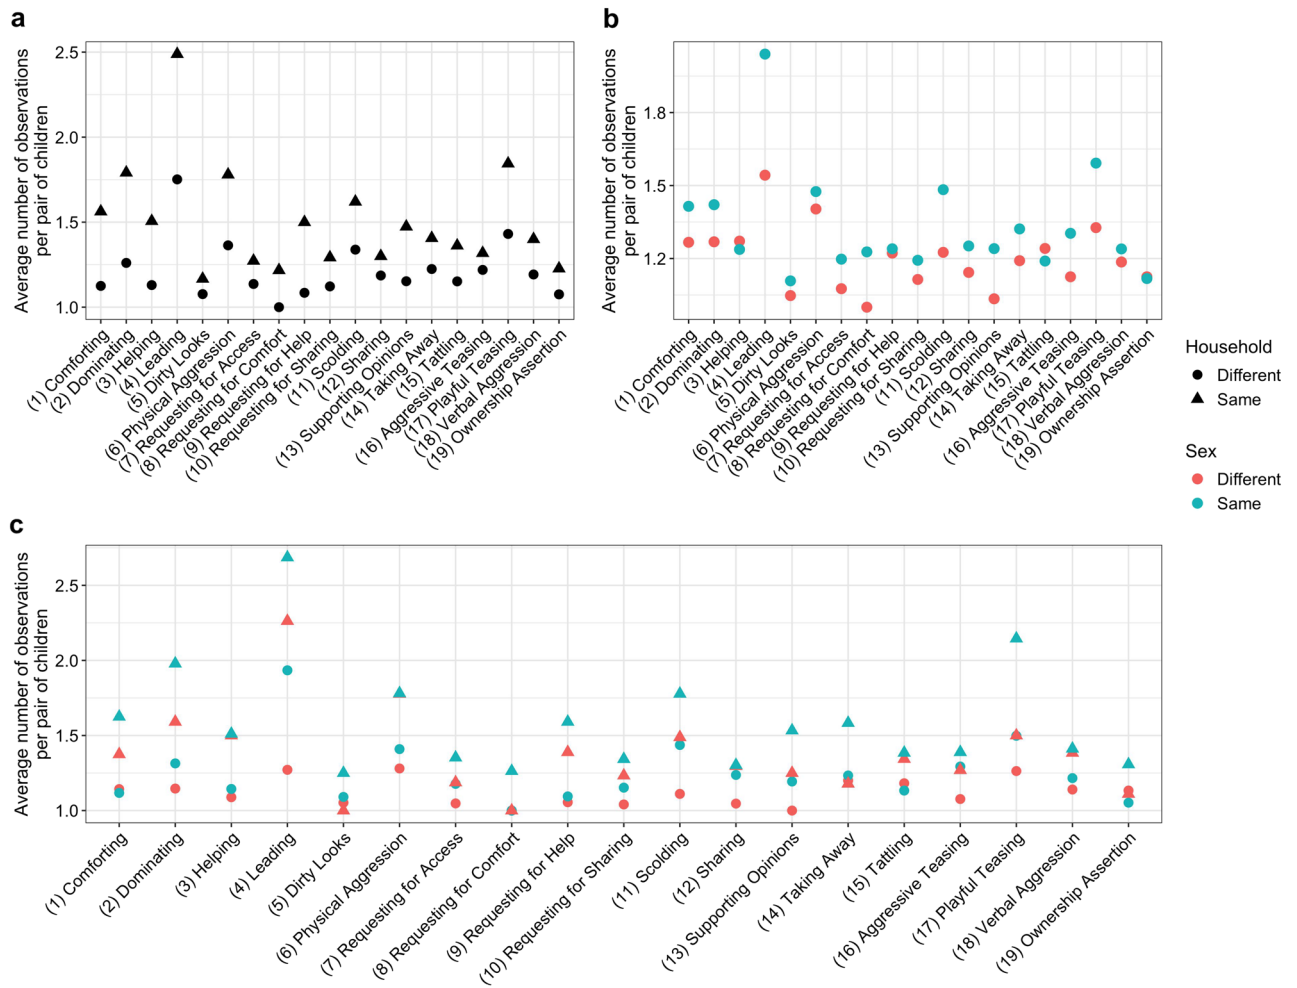 a
Average number of observations
per pair of children
2.5
2.0
1.5
1.0
(1) Comforting
(2) Dominating
(3) Helping
(4) Leading
(5) Dirty Looks
(6) Physical Aggression
(7) Requesting for Access
(8) Requesting for Comfort
(9) Requesting for Help
(10) Requesting for Sharing
(11) Scolding
(12) Sharing
(13) Supporting Opinions
(14) Taking Away
(15) Tattling
(16) Aggressive Teasing
(17) Playful Teasing
(18) Verbal Aggression
(19) Ownership Assertion
b
Average number of observations
per pair of children
1.8
1.5
1.2
(1) Comforting
(2) Dominating
(3) Helping
(4) Leading
(5) Dirty Looks
(6) Physical Aggression
(7) Requesting for Access
(8) Requesting for Comfort
(9) Requesting for Help
(10) Requesting for Sharing
(11) Scolding
(12) Sharing
(13) Supporting Opinions
(14) Taking Away
(15) Tattling
(16) Aggressive Teasing
(17) Playful Teasing
(18) Verbal Aggression
(19) Ownership Assertion
Household
Different
Same
Sex
Different
Same
c
Average number of observations
per pair of children
2.5
2.0
1.5
1.0
(1) Comforting
(2) Dominating
(3) Helping
(4) Leading
(5) Dirty Looks
(6) Physical Aggression
(7) Requesting for Access
(8) Requesting for Comfort
(9) Requesting for Help
(10) Requesting for Sharing
(11) Scolding
(12) Sharing
(13) Supporting Opinions
(14) Taking Away
(15) Tattling
(16) Aggressive Teasing
(17) Playful Teasing
(18) Verbal Aggression
(19) Ownership Assertion